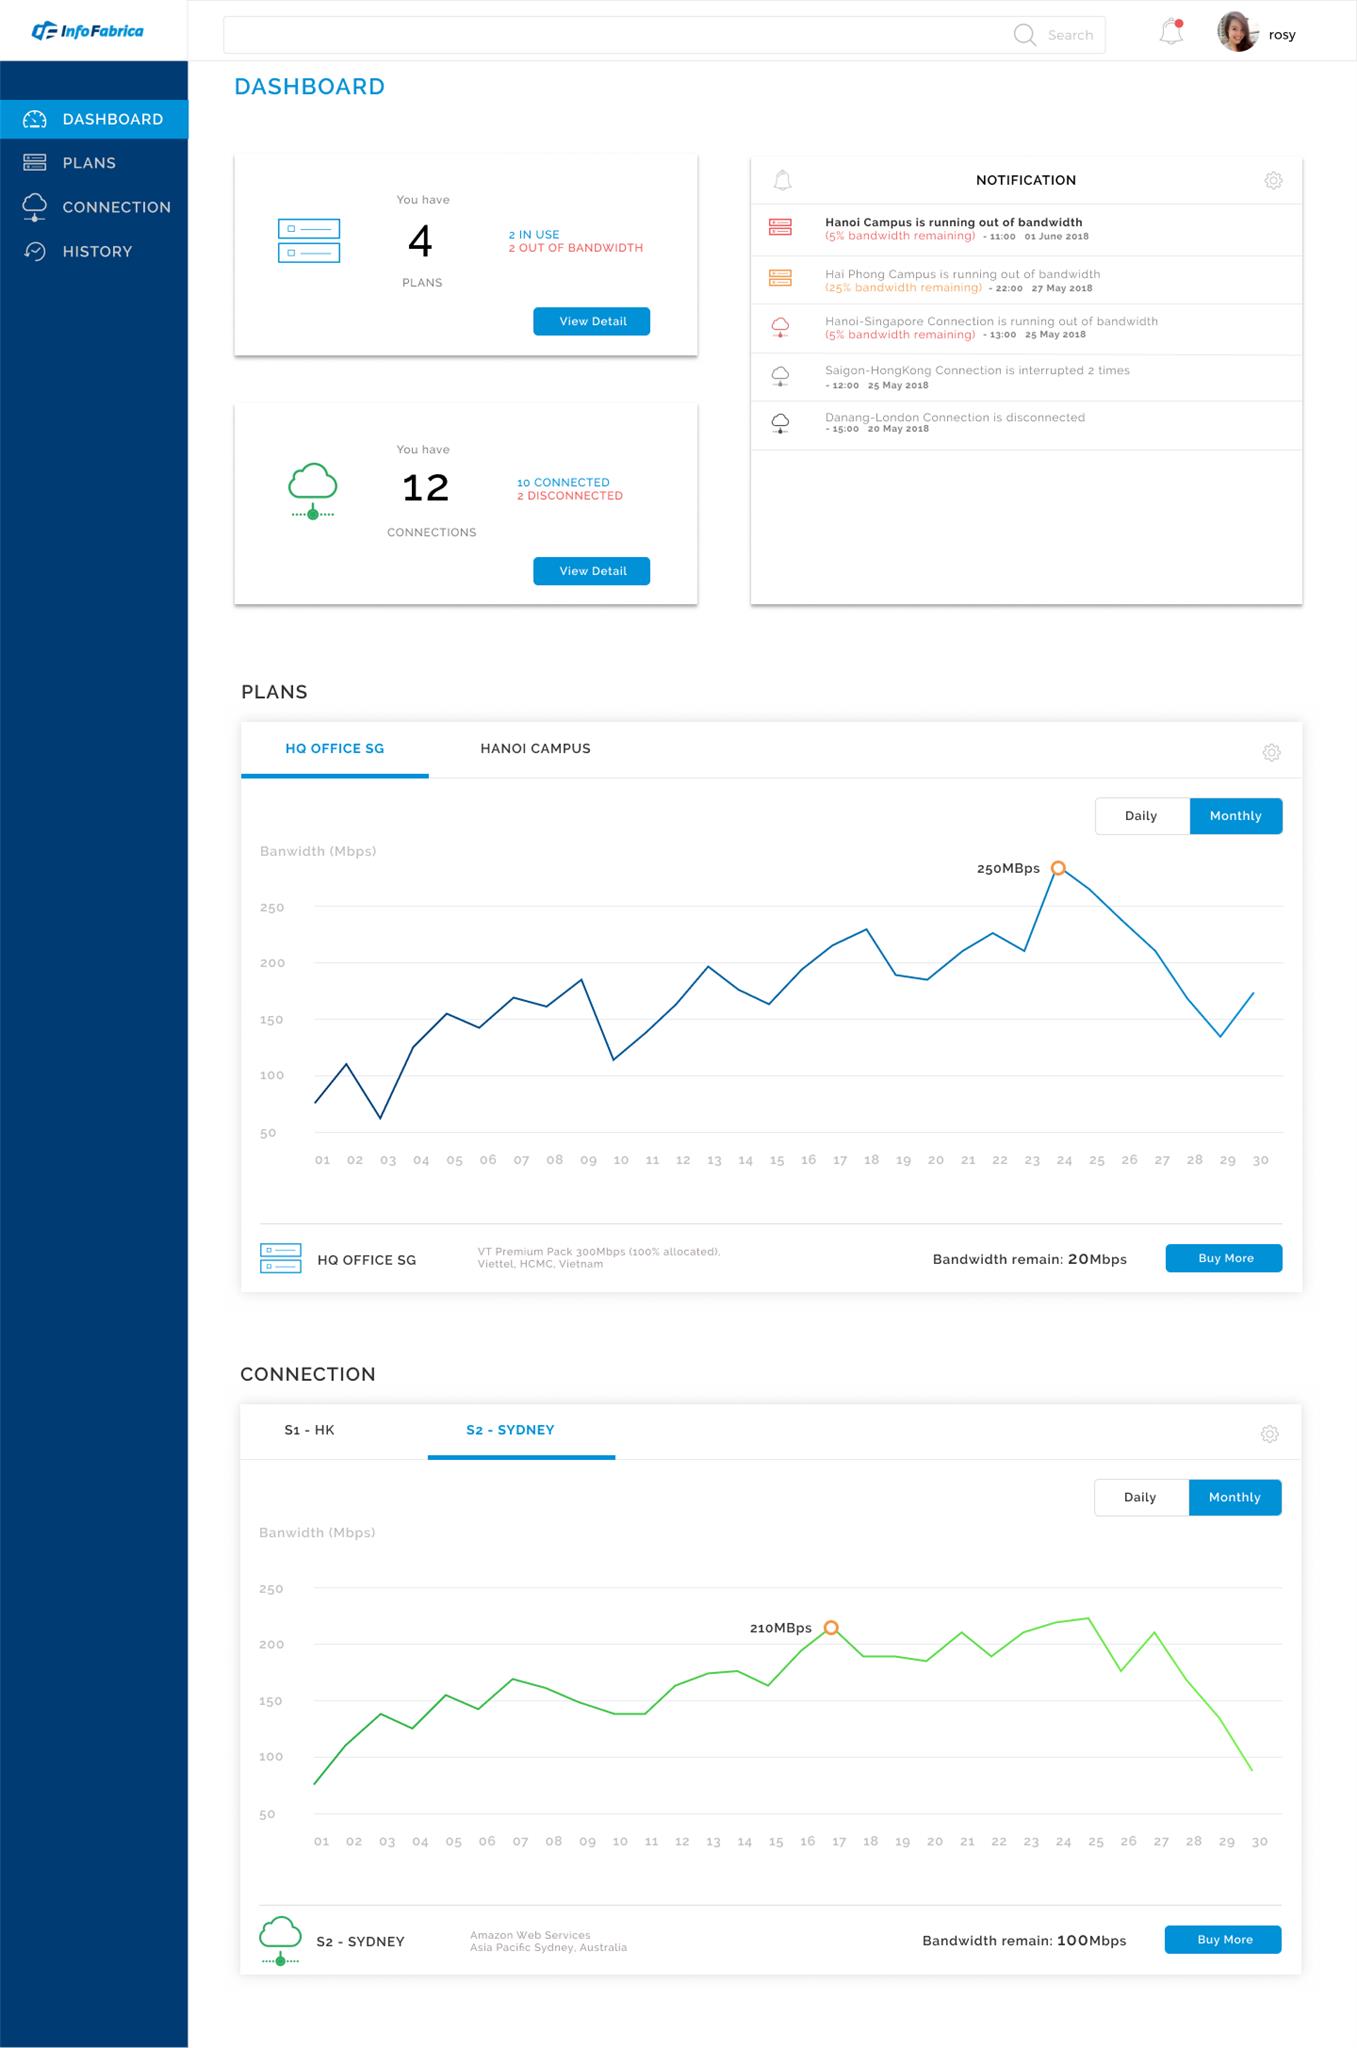 InfoFabrica
Search
rosy
DASHBOARD
PLANS
CONNECTION
HISTORY
DASHBOARD
You have
4
PLANS
2 IN USE
2 OUT OF BANDWIDTH
View Detail
You have
12
CONNECTIONS
10 CONNECTED
2 DISCONNECTED
View Detail
NOTIFICATION
Hanoi Campus is running out of bandwidth
(5% bandwidth remaining) - 11:00 01 June 2018
Hai Phong Campus is running out of bandwidth
(25% bandwidth remaining) - 22:00 27 May 2018
Hanoi-Singapore Connection is running out of bandwidth
(5% bandwidth remaining) - 13:00 25 May 2018
Saigon-HongKong Connection is interrupted 2 times
- 12:00 25 May 2018
Danang-London Connection is disconnected
- 15:00 20 May 2018
PLANS
HQ OFFICE SG HANOI CAMPUS
Daily Monthly
Banwidth (Mbps)
250MBps
250
200
150
100
50
01 02 03 04 05 06 07 08 09 10 11 12 13 14 15 16 17 18 19 20 21 22 23 24 25 26 27 28 29 30
HQ OFFICE SG
VT Premium Pack 300Mbps (100% allocated),
Viettel, HCMC, Vietnam
Bandwidth remain: 20Mbps
Buy More
CONNECTION
S1 - HK S2 - SYDNEY
Daily Monthly
Banwidth (Mbps)
250
210MBps
200
150
100
50
01 02 03 04 05 06 07 08 09 10 11 12 13 14 15 16 17 18 19 20 21 22 23 24 25 26 27 28 29 30
S2 - SYDNEY
Amazon Web Services
Asia Pacific Sydney, Australia
Bandwidth remain: 100Mbps
Buy More